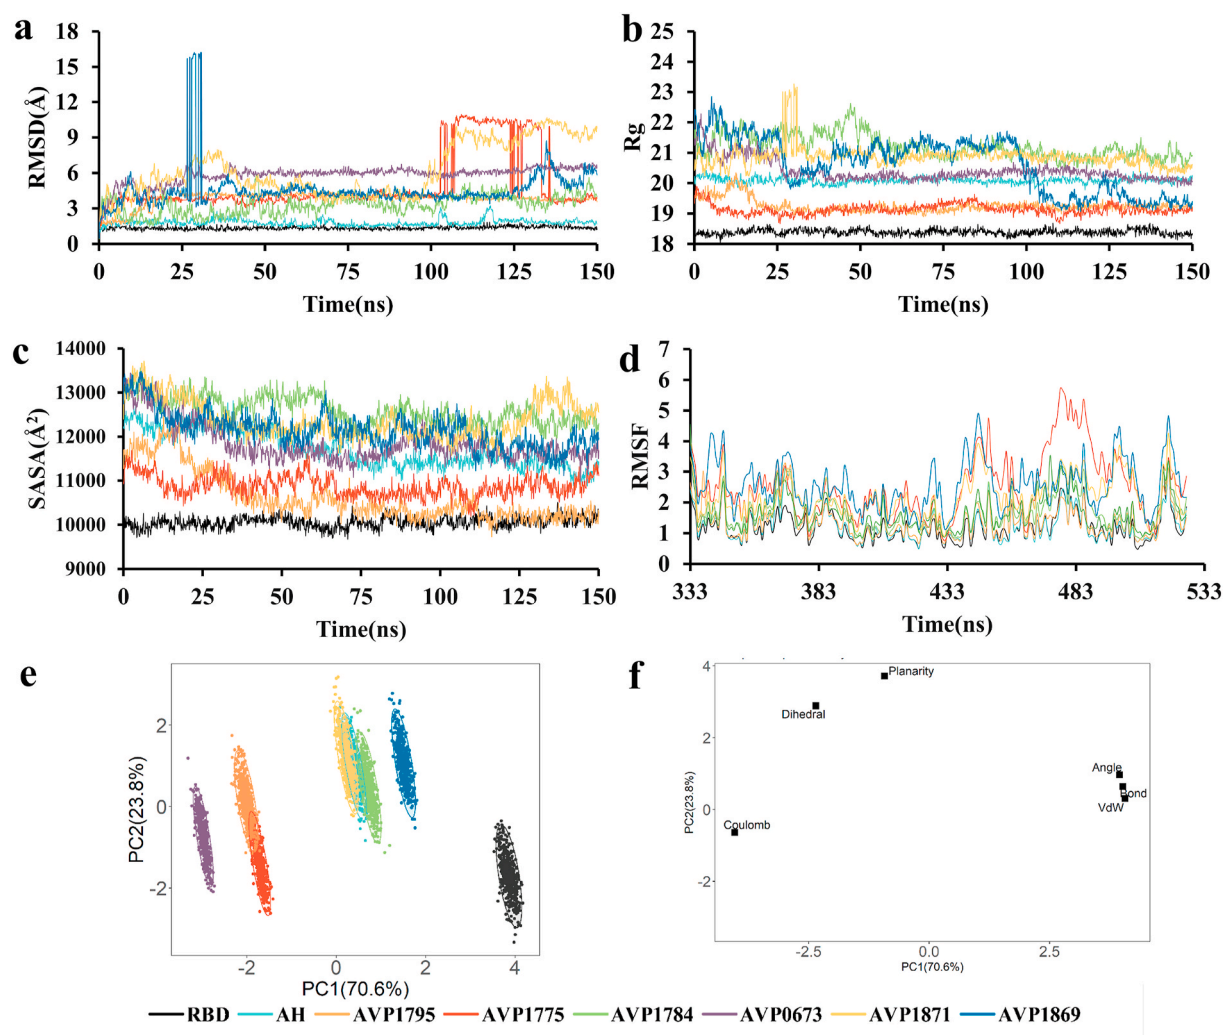 a
RMSD(Å)
18
15
12
9
6
3
0
0 25 50 75 100 125 150
Time(ns)
b
Rg
25
24
23
22
21
20
19
18
0 25 50 75 100 125 150
Time(ns)
c
SASA(Å²)
14000
13000
12000
11000
10000
9000
0 25 50 75 100 125 150
Time(ns)
d
RMSF
7
6
5
4
3
2
1
0
333 383 433 483 533
Time(ns)
e
PC2(23.8%)
2
0
-2
-2 0 2 4
PC1(70.6%)
f
PC2(23.8%)
4
2
0
-2
Planarity
Dihedral
Angle
Bond
VdW
Coulomb
-2.5 0.0 2.5
PC1(70.6%)
RBD AH AVP1795 AVP1775 AVP1784 AVP0673 AVP1871 AVP1869